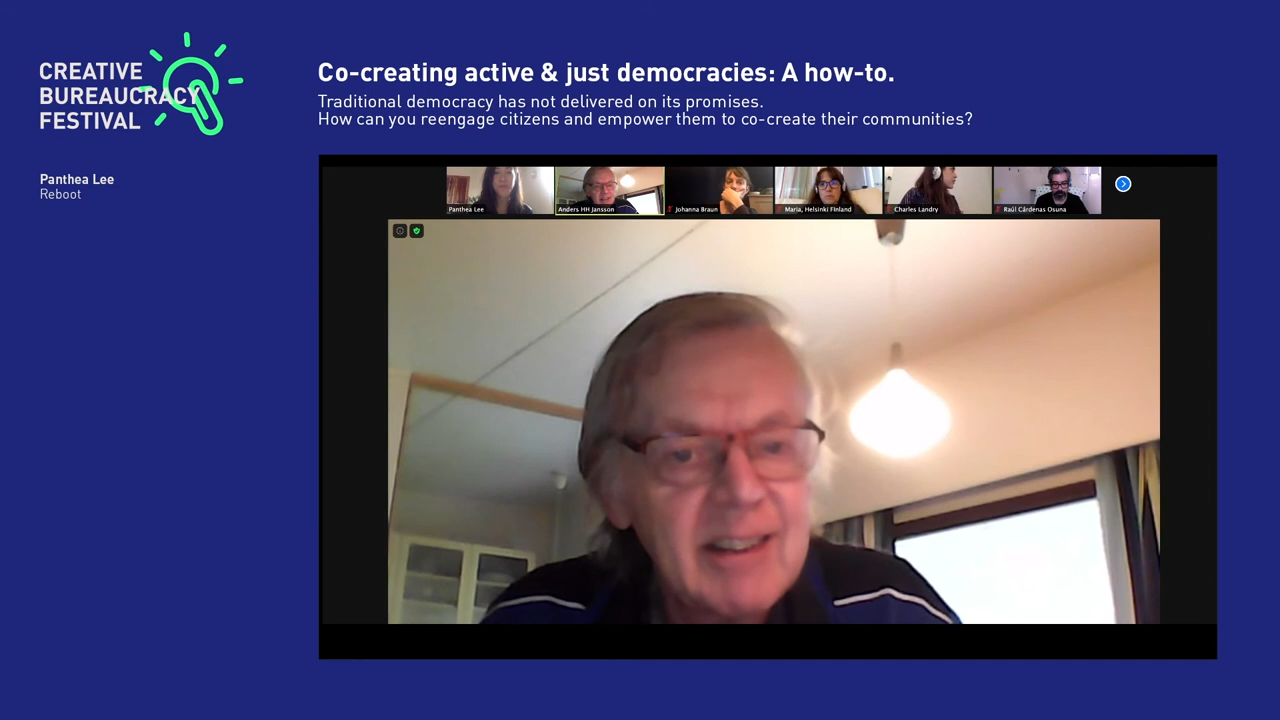 CREATIVE
BUREAUCRACY
FESTIVAL
Co-creating active & just democracies: A how-to.
Traditional democracy has not delivered on its promises.
How can you reengage citizens and empower them to co-create their communities?
Panthea Lee
Reboot
Panthea Lee
Anders HH Jansson
Johanna Braun
Maria, Helsinki Finland
Charles Landry
Raúl Cárdenas Osuna